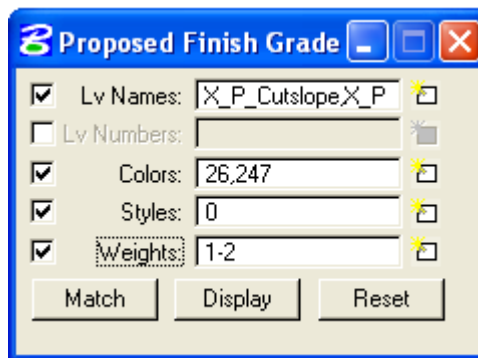 Proposed Finish Grade
Lv Names: X_P_Cutslope,X_P
Lv Numbers:
Colors: 26,247
Styles: 0
Weights: 1-2
Match Display Reset